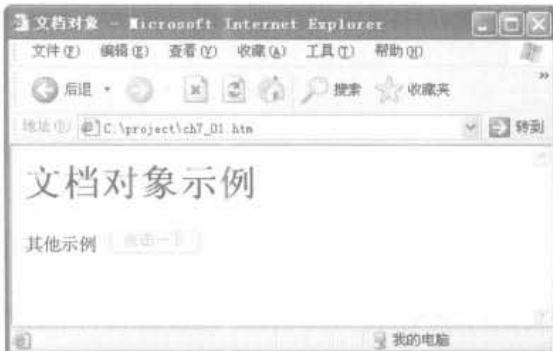 文档对象 - Microsoft Internet Explorer
文件(F) 编辑(E) 查看(V) 收藏(A) 工具(T) 帮助(H)
后退 搜索 收藏夹 »
地址(D) C:\project\ch7_01.htm 转到
文档对象示例
其他示例 点击一下
我的电脑